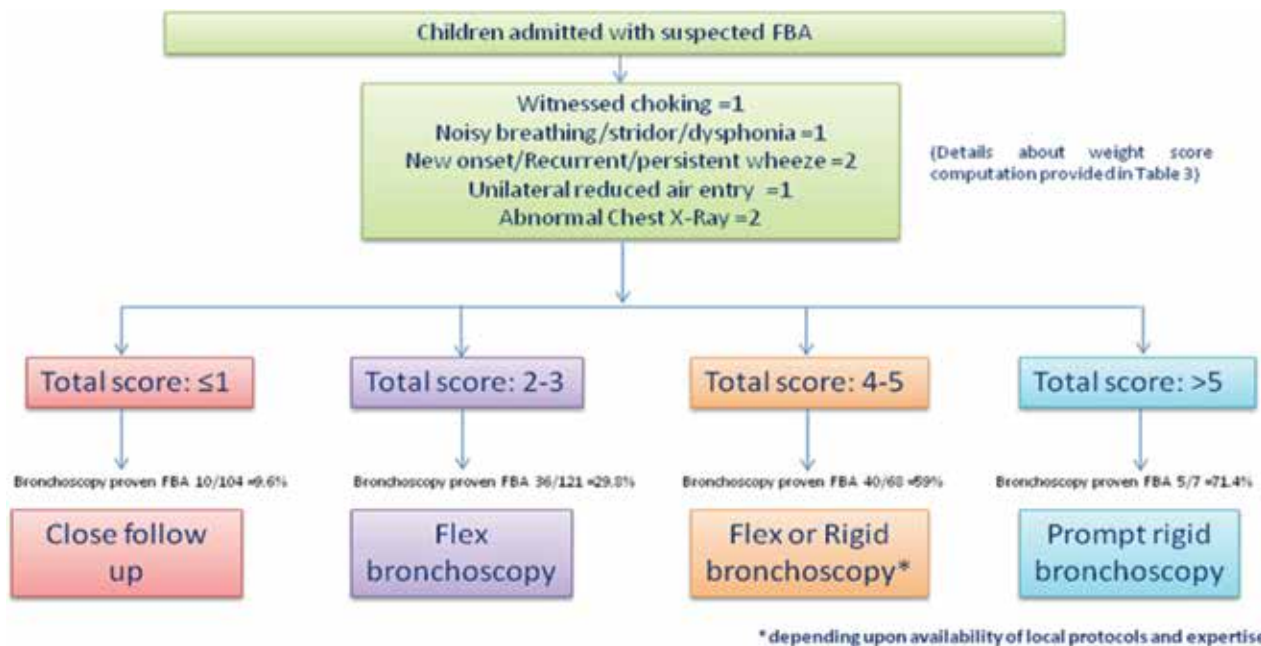 Children admitted with suspected FBA
Witnessed choking =1
Noisy breathing/stridor/dysphonia =1
New onset/Recurrent/persistent wheeze =2
Unilateral reduced air entry =1
Abnormal Chest X-Ray =2
(Details about weight score
computation provided in Table 3)
Total score: ≤1
Total score: 2-3
Total score: 4-5
Total score: >5
Bronchoscopy proven FBA 10/104 =9.6%
Bronchoscopy proven FBA 36/121 =29.8%
Bronchoscopy proven FBA 40/68 =59%
Bronchoscopy proven FBA 5/7 =71.4%
Close follow
up
Flex
bronchoscopy
Flex or Rigid
bronchoscopy*
Prompt rigid
bronchoscopy
*depending upon availability of local protocols and expertise